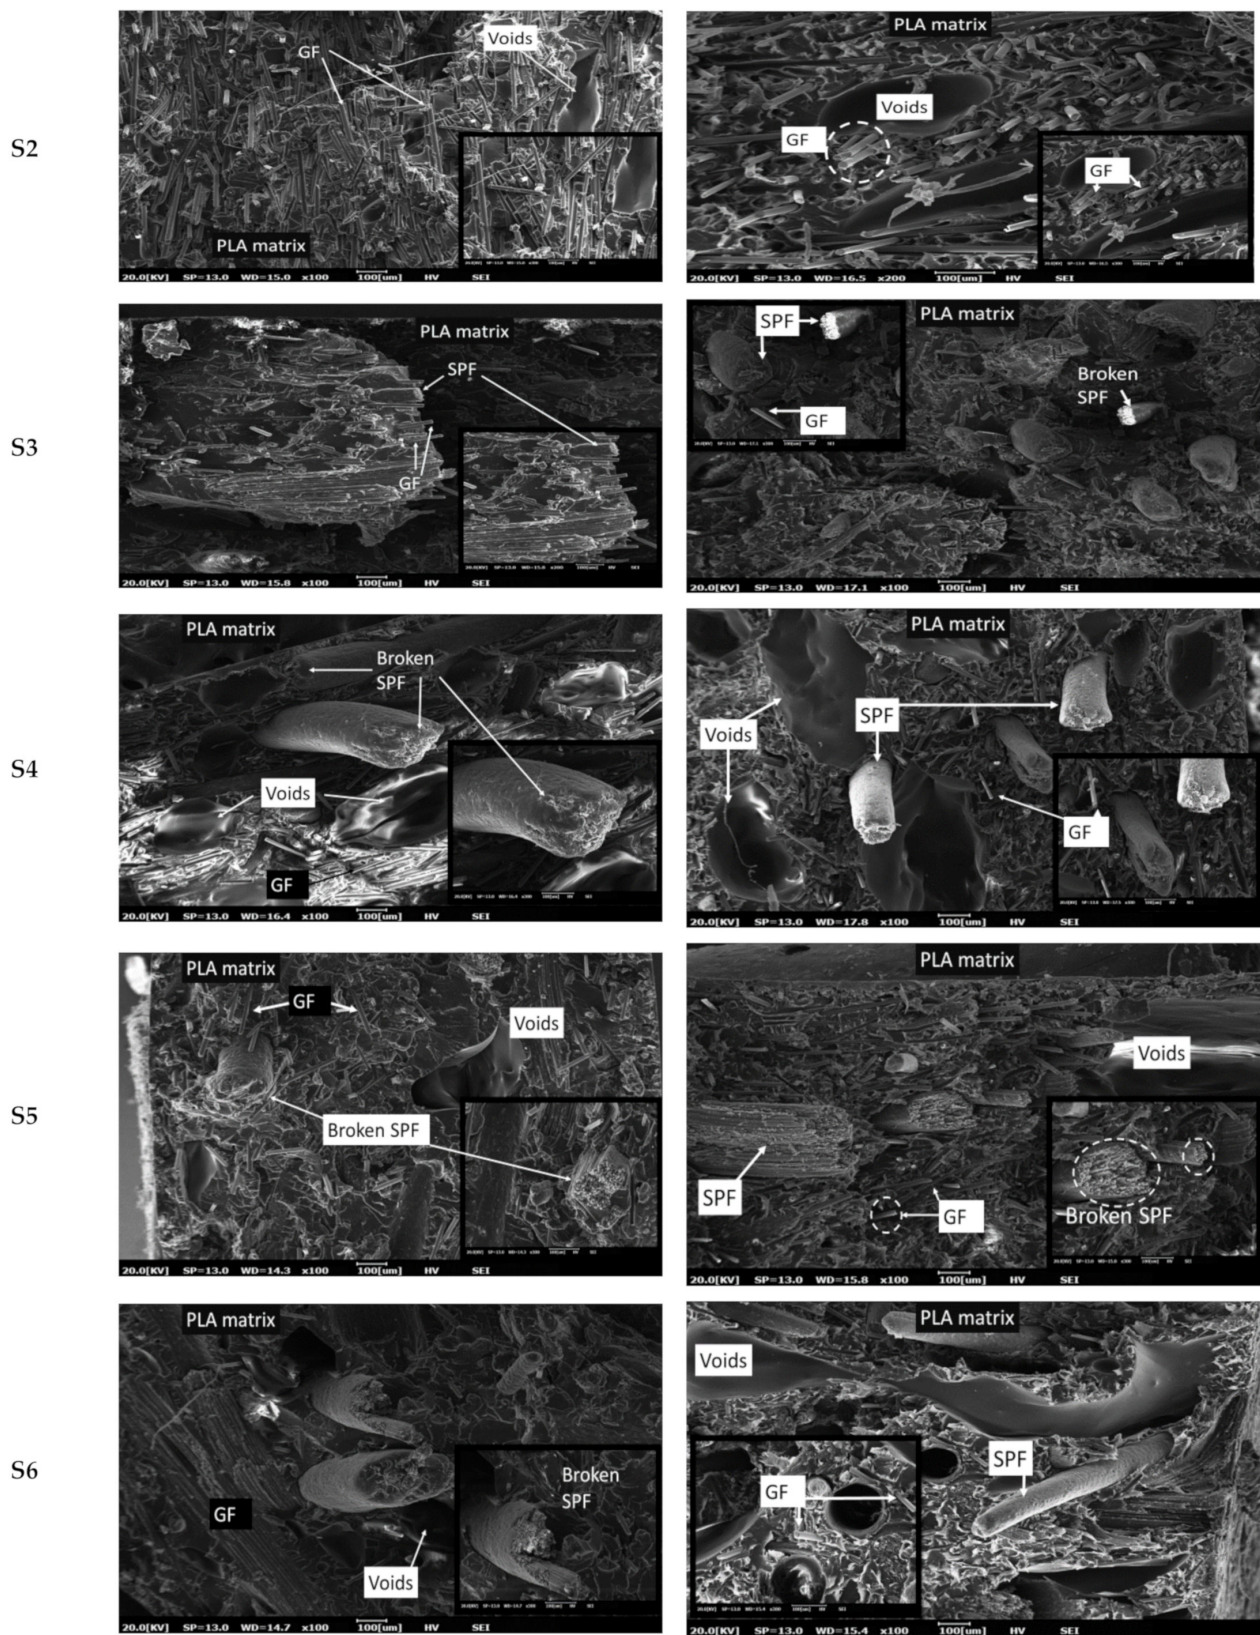 S2
GF
Voids
PLA matrix
20.0[KV] SP=13.0 WD=15.0 x100 100[um] HV SEI
PLA matrix
Voids
GF
GF
20.0[KV] SP=13.0 WD=16.5 x200 100[um] HV SEI
S3
PLA matrix
SPF
GF
20.0[KV] SP=13.0 WD=15.8 x100 100[um] HV SEI
SPF
GF
PLA matrix
Broken
SPF
20.0[KV] SP=13.0 WD=17.1 x100 100[um] HV SEI
S4
PLA matrix
Broken
SPF
Voids
GF
20.0[KV] SP=13.0 WD=16.4 x100 100[um] HV SEI
PLA matrix
SPF
Voids
GF
20.0[KV] SP=13.0 WD=17.8 x100 100[um] HV SEI
S5
PLA matrix
GF
Voids
Broken SPF
20.0[KV] SP=13.0 WD=14.3 x100 100[um] HV SEI
PLA matrix
Voids
SPF
GF
Broken SPF
20.0[KV] SP=13.0 WD=15.8 x100 100[um] HV SEI
S6
PLA matrix
GF
Broken
SPF
Voids
20.0[KV] SP=13.0 WD=14.7 x100 100[um] HV SEI
PLA matrix
Voids
SPF
GF
20.0[KV] SP=13.0 WD=15.4 x100 100[um] HV SEI